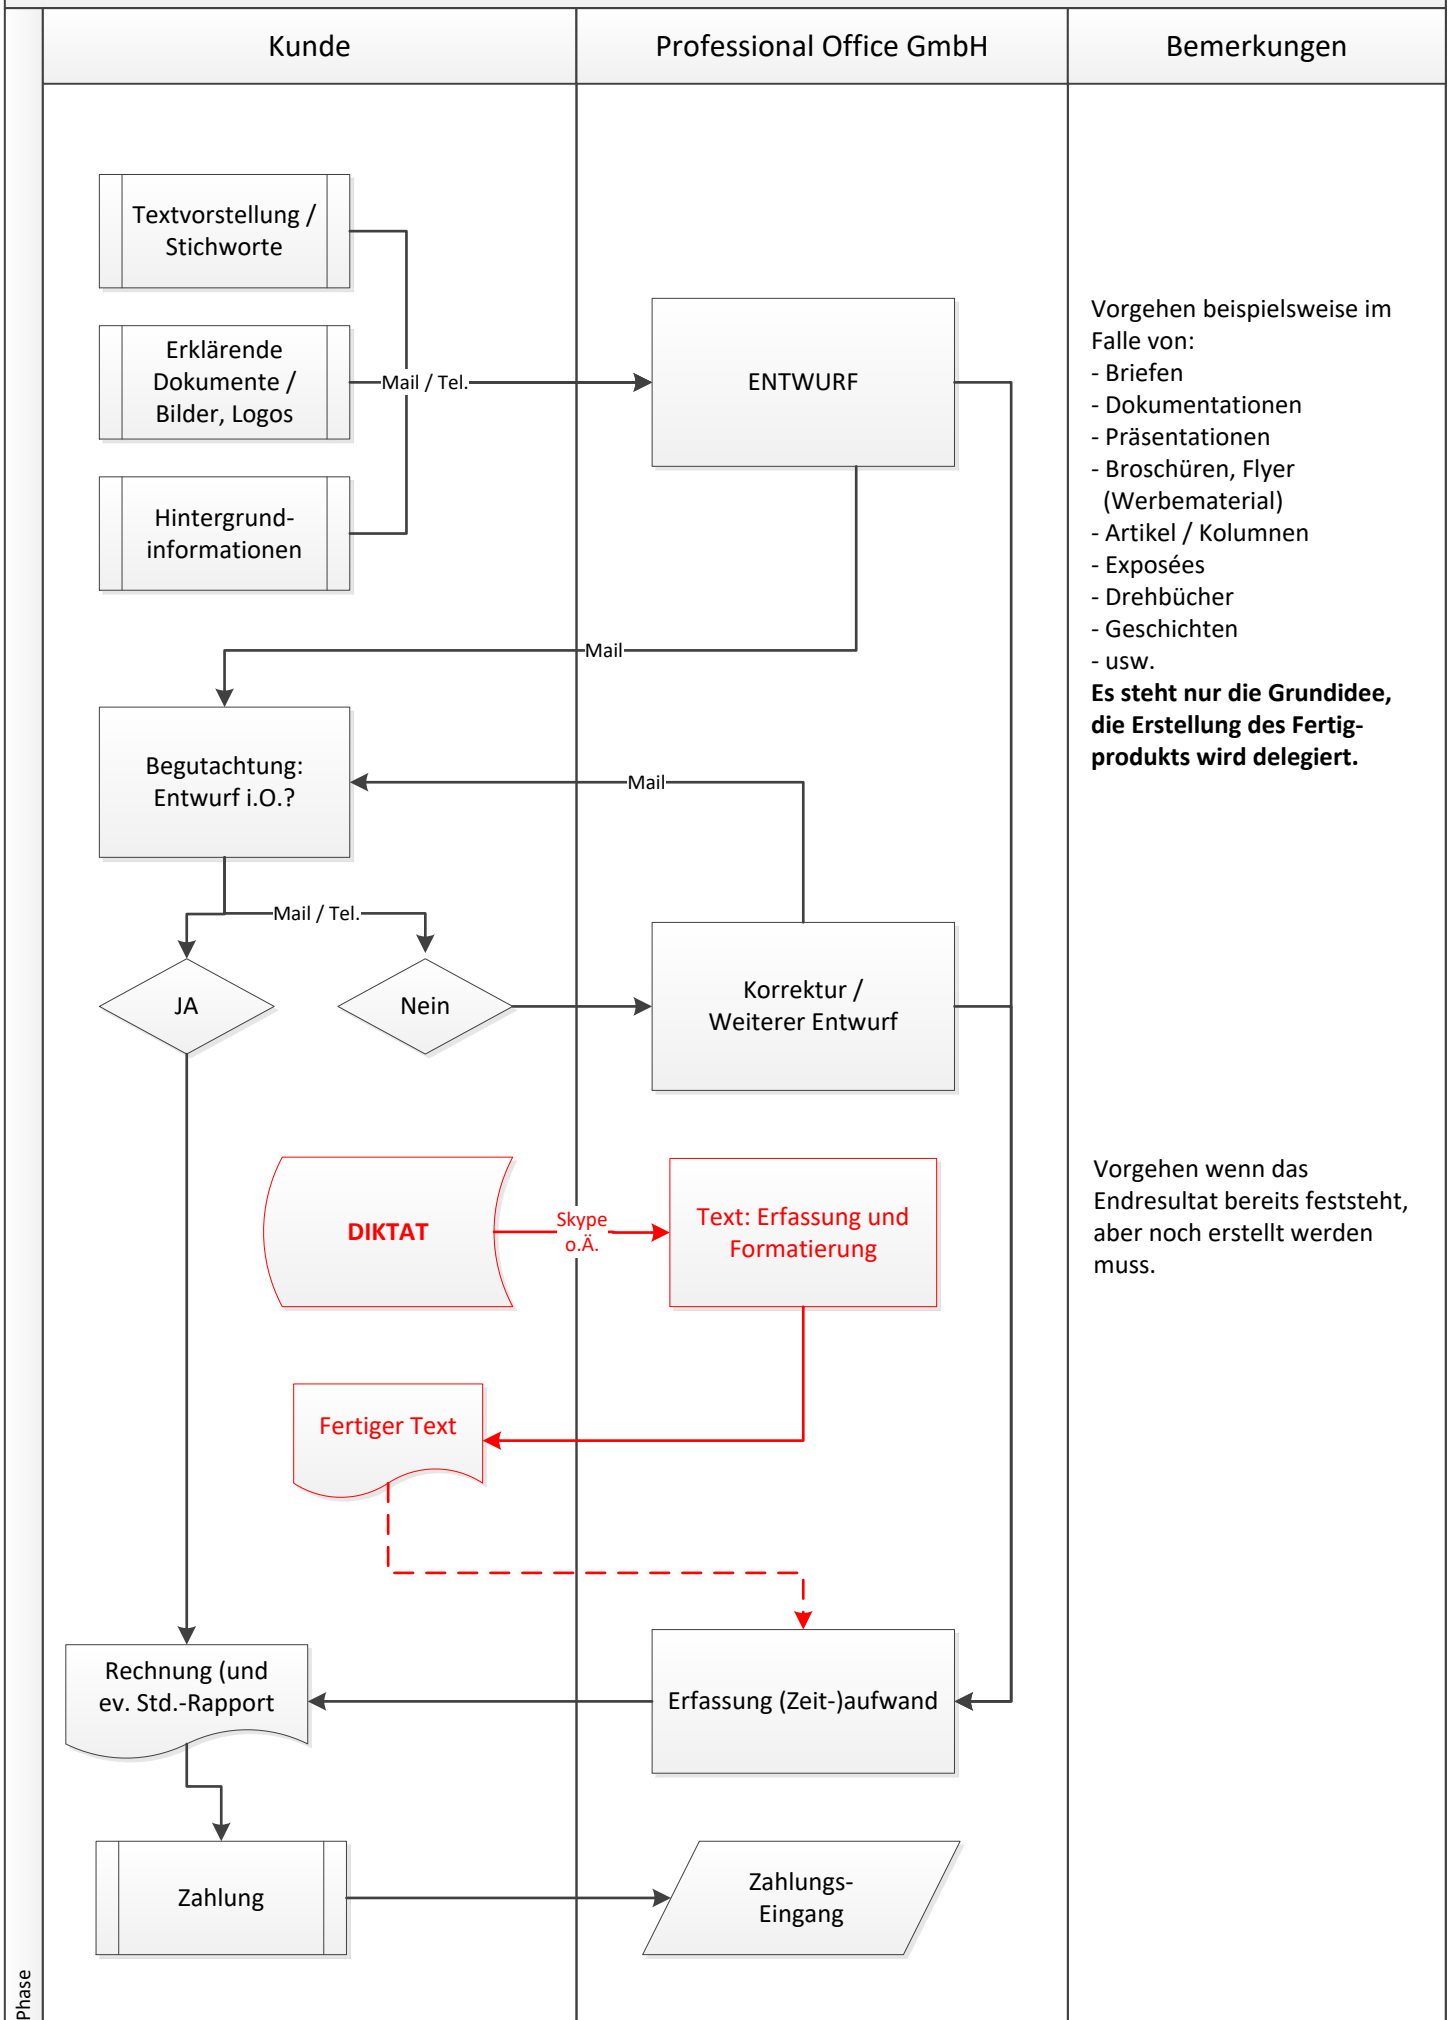 Kunde
Professional Office GmbH
Bemerkungen
Textvorstellung /
Stichworte
Erklärende
Dokumente /
Bilder, Logos
Mail / Tel.
ENTWURF
Hintergrund-
informationen
Vorgehen beispielsweise im
Falle von:
- Briefen
- Dokumentationen
- Präsentationen
- Broschüren, Flyer
(Werbematerial)
- Artikel / Kolumnen
- Exposées
- Drehbücher
- Geschichten
- usw.
Es steht nur die Grundidee,
die Erstellung des Fertig-
produkts wird delegiert.
Mail
Begutachtung:
Entwurf i.O.?
Mail
Mail / Tel.
JA
Nein
Korrektur /
Weiterer Entwurf
DIKTAT
Skype
o.Ä.
Text: Erfassung und
Formatierung
Vorgehen wenn das
Endresultat bereits feststeht,
aber noch erstellt werden
muss.
Fertiger Text
Rechnung (und
ev. Std.-Rapport
Erfassung (Zeit-)aufwand
Zahlung
Zahlungs-
Eingang
Phase